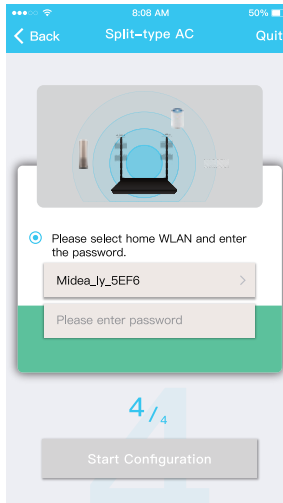 8:08 AM 50%
Back Split-type AC Quit
Please select home WLAN and enter
the password.
Midea_ly_5EF6
Please enter password
4/4
Start Configuration